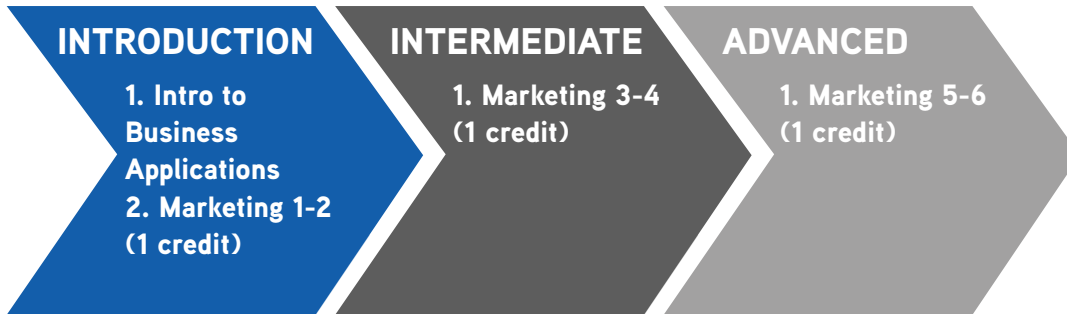 INTRODUCTION
1. Intro to
Business
Applications
2. Marketing 1-2
(1 credit)
INTERMEDIATE
1. Marketing 3-4
(1 credit)
ADVANCED
1. Marketing 5-6
(1 credit)